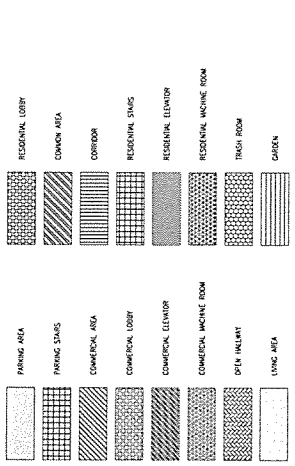 PARKING AREA
PARKING STAIRS
COMMERCIAL AREA
COMMERCIAL LOBBY
COMMERCIAL ELEVATOR
COMMERCIAL MACHINE ROOM
OPEN HALLWAY
LIVING AREA
RESIDENTIAL LOBBY
COMMON AREA
CORRIDOR
RESIDENTIAL STAIRS
RESIDENTIAL ELEVATOR
RESIDENTIAL MACHINE ROOM
TRASH ROOM
GARDEN